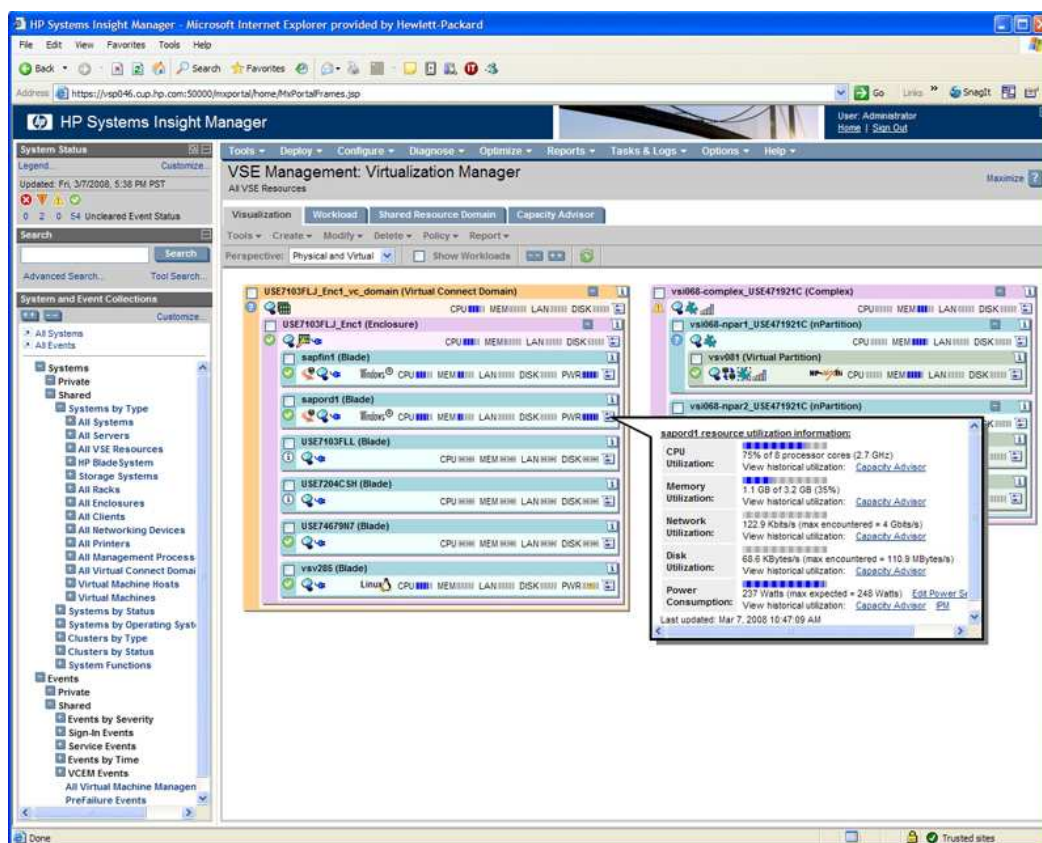 HP Systems Insight Manager - Microsoft Internet Explorer provided by Hewlett-Packard
File Edit View Favorites Tools Help
Back Search Favorites
Address https://vsp046.cup.hp.com:50000/mxportal/home/MxPortalFrames.jsp Go Links » SnagIt
hp HP Systems Insight Manager
User: Administrator
Home | Sign Out
System Status
Legend... Customize...
Updated: Fri, 3/7/2008, 5:38 PM PST
0 2 0 54 Uncleared Event Status
Search
Search
Advanced Search... Tool Search...
System and Event Collections
Customize...
All Systems
All Events
Systems
Private
Shared
Systems by Type
All Systems
All Servers
All VSE Resources
HP BladeSystem
Storage Systems
All Racks
All Enclosures
All Clients
All Networking Devices
All Printers
All Management Process
All Virtual Connect Domai
Virtual Machine Hosts
Virtual Machines
Systems by Status
Systems by Operating Syst
Clusters by Type
Clusters by Status
System Functions
Events
Private
Shared
Events by Severity
Sign-In Events
Service Events
Events by Time
VCEM Events
All Virtual Machine Managen
PreFailure Events
Tools Deploy Configure Diagnose Optimize Reports Tasks & Logs Options Help
VSE Management: Virtualization Manager
All VSE Resources
Maximize ?
Visualization Workload Shared Resource Domain Capacity Advisor
Tools Create Modify Delete Policy Report
Perspective: Physical and Virtual Show Workloads
USE7103FLJ_Enc1_vc_domain (Virtual Connect Domain)
CPU MEM LAN DISK
USE7103FLJ_Enc1 (Enclosure)
CPU MEM LAN DISK
sapfin1 (Blade)
Windows® CPU MEM LAN DISK PWR
sapord1 (Blade)
Windows® CPU MEM LAN DISK PWR
USE7103FLL (Blade)
CPU MEM LAN DISK
USE7204CSH (Blade)
CPU MEM LAN DISK
USE74679N7 (Blade)
CPU MEM LAN DISK
vsv286 (Blade)
Linux CPU MEM LAN DISK PWR
vsi068-complex_USE471921C (Complex)
CPU MEM LAN DISK
vsi068-npar1_USE471921C (nPartition)
CPU MEM LAN DISK
vsv081 (Virtual Partition)
CPU MEM LAN DISK
vsi068-npar2_USE471921C (nPartition)
sapord1 resource utilization information:
CPU Utilization:
75% of 8 processor cores (2.7 GHz)
View historical utilization: Capacity Advisor
Memory Utilization:
1.1 GB of 3.2 GB (35%)
View historical utilization: Capacity Advisor
Network Utilization:
122.9 Kbits/s (max encountered = 4 Gbits/s)
View historical utilization: Capacity Advisor
Disk Utilization:
68.6 KBytes/s (max encountered = 110.9 MBytes/s)
View historical utilization: Capacity Advisor
Power Consumption:
237 Watts (max expected = 248 Watts) Edit Power Se
View historical utilization: Capacity Advisor IPM
Last updated: Mar 7, 2008 10:47:09 AM
Done Trusted sites